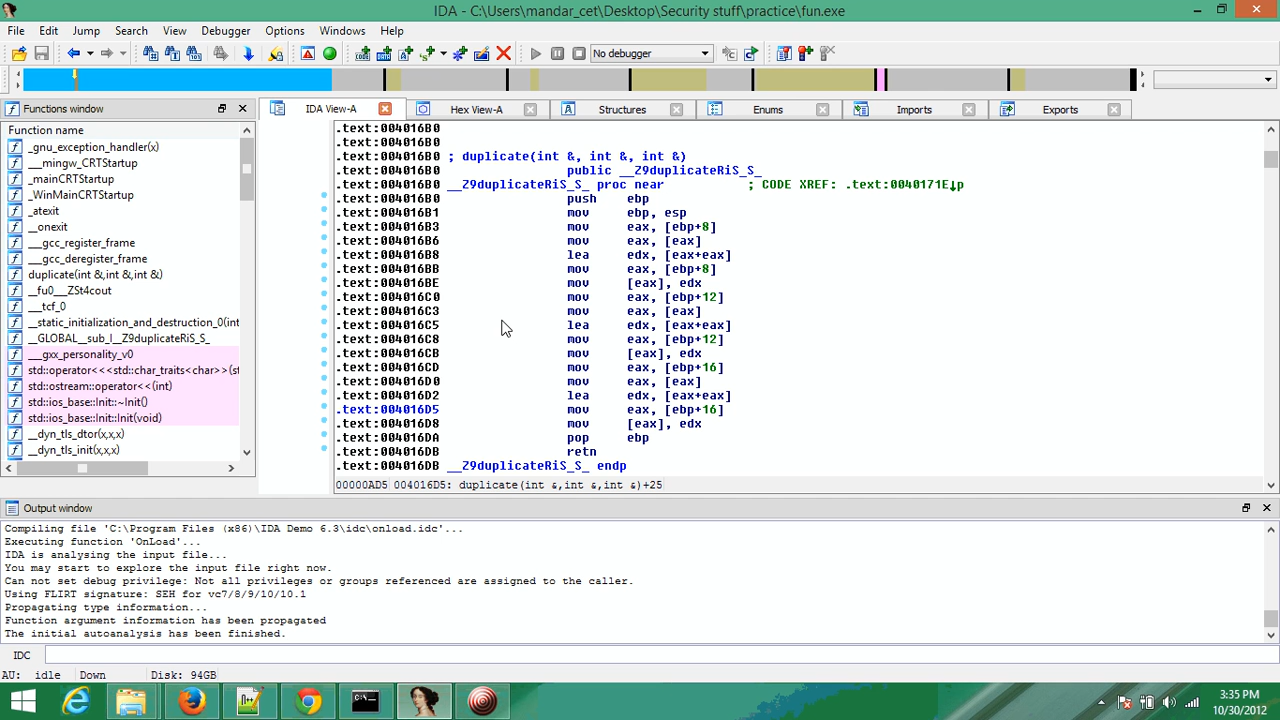 IDA - C:\Users\mandar_cet\Desktop\Security stuff\practice\fun.exe
File Edit Jump Search View Debugger Options Windows Help
No debugger
Functions window
Function name
_gnu_exception_handler(x)
___mingw_CRTStartup
_mainCRTStartup
_WinMainCRTStartup
_atexit
__onexit
___gcc_register_frame
___gcc_deregister_frame
duplicate(int &,int &,int &)
__fu0___ZSt4cout
___tcf_0
__static_initialization_and_destruction_0(int
__GLOBAL__sub_I__Z9duplicateRiS_S_
___gxx_personality_v0
std::operator<<<std::char_traits<char>>(st
std::ostream::operator<<(int)
std::ios_base::Init::~Init()
std::ios_base::Init::Init(void)
__dyn_tls_dtor(x,x,x)
__dyn_tls_init(x,x,x)
IDA View-A Hex View-A Structures Enums Imports Exports
.text:004016B0
.text:004016B0
.text:004016B0 ; duplicate(int &, int &, int &)
.text:004016B0 public __Z9duplicateRiS_S_
.text:004016B0 __Z9duplicateRiS_S_ proc near ; CODE XREF: .text:0040171E↓p
.text:004016B0 push ebp
.text:004016B1 mov ebp, esp
.text:004016B3 mov eax, [ebp+8]
.text:004016B6 mov eax, [eax]
.text:004016B8 lea edx, [eax+eax]
.text:004016BB mov eax, [ebp+8]
.text:004016BE mov [eax], edx
.text:004016C0 mov eax, [ebp+12]
.text:004016C3 mov eax, [eax]
.text:004016C5 lea edx, [eax+eax]
.text:004016C8 mov eax, [ebp+12]
.text:004016CB mov [eax], edx
.text:004016CD mov eax, [ebp+16]
.text:004016D0 mov eax, [eax]
.text:004016D2 lea edx, [eax+eax]
.text:004016D5 mov eax, [ebp+16]
.text:004016D8 mov [eax], edx
.text:004016DA pop ebp
.text:004016DB retn
.text:004016DB __Z9duplicateRiS_S_ endp
00000AD5 004016D5: duplicate(int &,int &,int &)+25
Output window
Compiling file 'C:\Program Files (x86)\IDA Demo 6.3\idc\onload.idc'...
Executing function 'OnLoad'...
IDA is analysing the input file...
You may start to explore the input file right now.
Can not set debug privilege: Not all privileges or groups referenced are assigned to the caller.
Using FLIRT signature: SEH for vc7/8/9/10/10.1
Propagating type information...
Function argument information has been propagated
The initial autoanalysis has been finished.
IDC
AU: idle Down Disk: 94GB
3:35 PM
10/30/2012